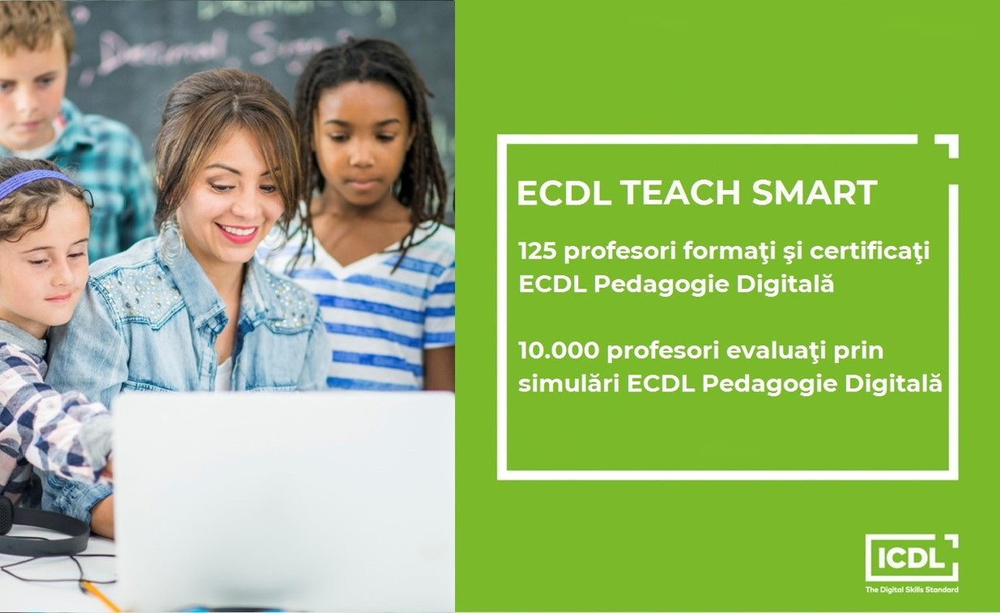 Decimal, 
ECDL TEACH SMART
125 profesori formaţi şi certificaţi
ECDL Pedagogie Digitală
10.000 profesori evaluaţi prin
simulări ECDL Pedagogie Digitală
ICDL
The Digital Skills Standard